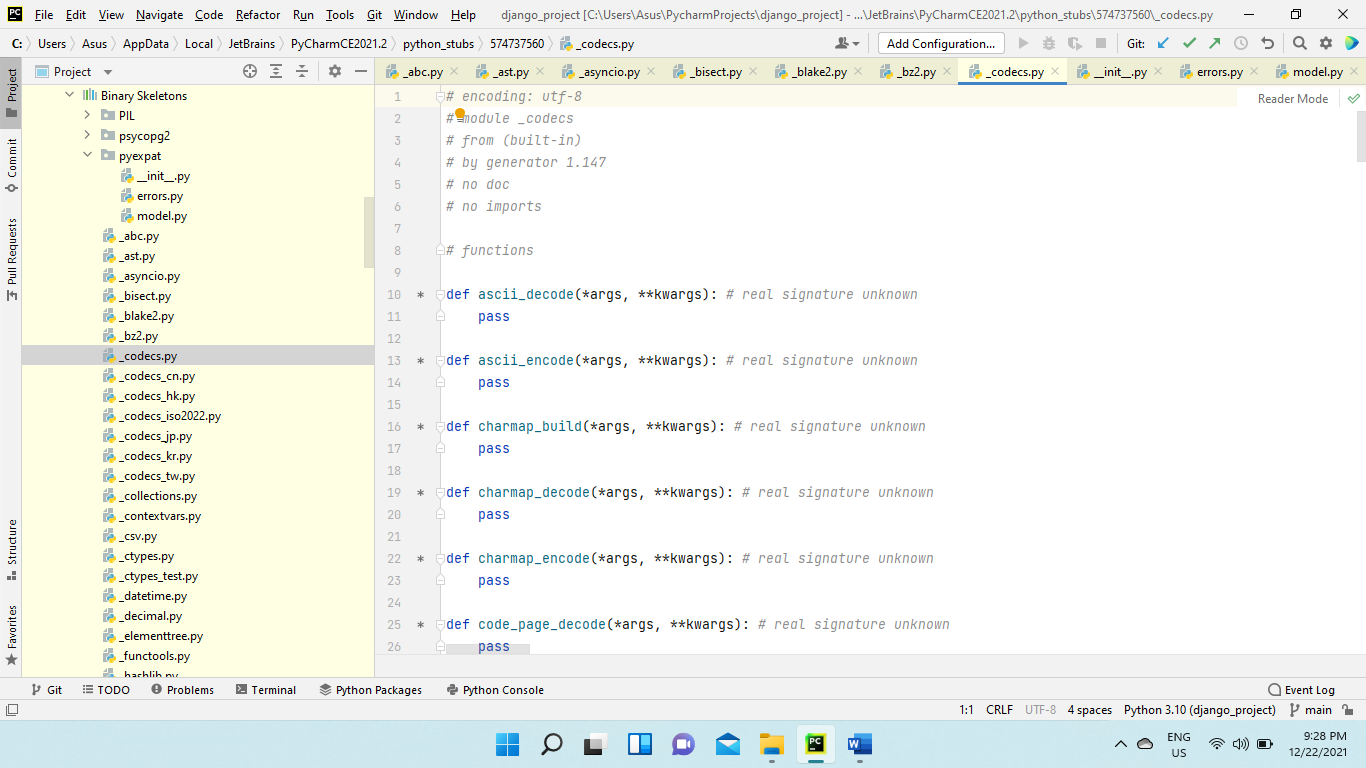 PC File Edit View Navigate Code Refactor Run Tools Git Window Help django_project [C:\Users\Asus\PycharmProjects\django_project] - ...\JetBrains\PyCharmCE2021.2\python_stubs\574737560\_codecs.py
C: Users Asus AppData Local JetBrains PyCharmCE2021.2 python_stubs 574737560 _codecs.py Add Configuration... Git:
Project _abc.py _ast.py _asyncio.py _bisect.py _blake2.py _bz2.py _codecs.py __init__.py errors.py model.py
Project
Commit
Pull Requests
Structure
Favorites
Binary Skeletons
PIL
psycopg2
pyexpat
__init__.py
errors.py
model.py
_abc.py
_ast.py
_asyncio.py
_bisect.py
_blake2.py
_bz2.py
_codecs.py
_codecs_cn.py
_codecs_hk.py
_codecs_iso2022.py
_codecs_jp.py
_codecs_kr.py
_codecs_tw.py
_collections.py
_contextvars.py
_csv.py
_ctypes.py
_ctypes_test.py
_datetime.py
_decimal.py
_elementtree.py
_functools.py
_hashlib.py
Reader Mode
1 # encoding: utf-8
2 # module _codecs
3 # from (built-in)
4 # by generator 1.147
5 # no doc
6 # no imports
7
8 # functions
9
10 * def ascii_decode(*args, **kwargs): # real signature unknown
11 pass
12
13 * def ascii_encode(*args, **kwargs): # real signature unknown
14 pass
15
16 * def charmap_build(*args, **kwargs): # real signature unknown
17 pass
18
19 * def charmap_decode(*args, **kwargs): # real signature unknown
20 pass
21
22 * def charmap_encode(*args, **kwargs): # real signature unknown
23 pass
24
25 * def code_page_decode(*args, **kwargs): # real signature unknown
26 pass
Git TODO Problems Terminal Python Packages Python Console Event Log
1:1 CRLF UTF-8 4 spaces Python 3.10 (django_project) main
PC W
ENG
US
9:28 PM
12/22/2021